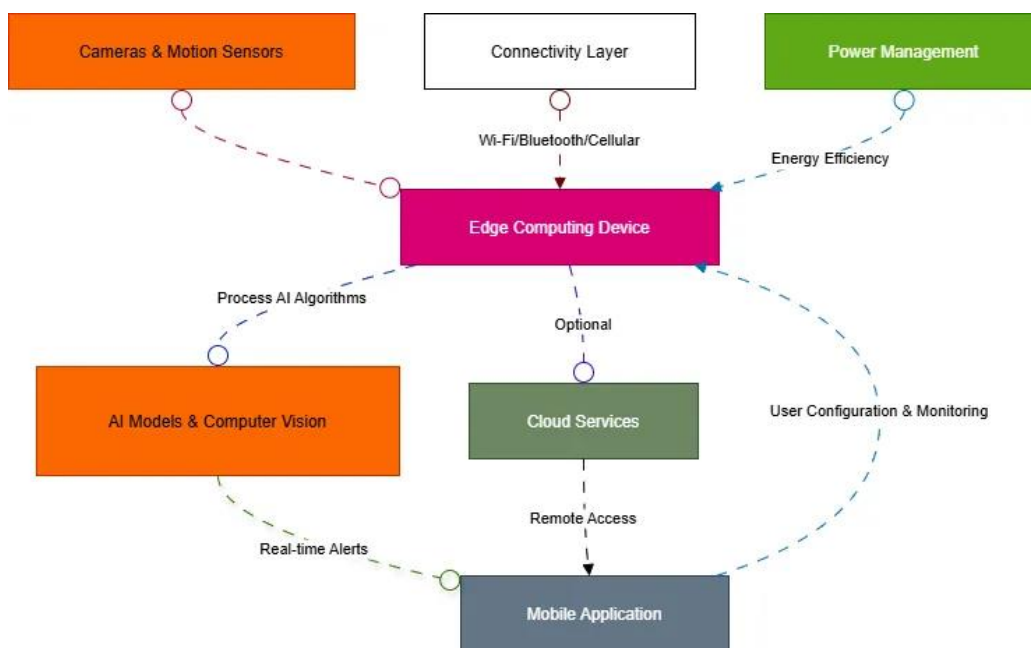 Cameras & Motion Sensors
Connectivity Layer
Power Management
Wi-Fi/Bluetooth/Cellular
Energy Efficiency
Edge Computing Device
Process AI Algorithms
Optional
AI Models & Computer Vision
Cloud Services
User Configuration & Monitoring
Remote Access
Real-time Alerts
Mobile Application